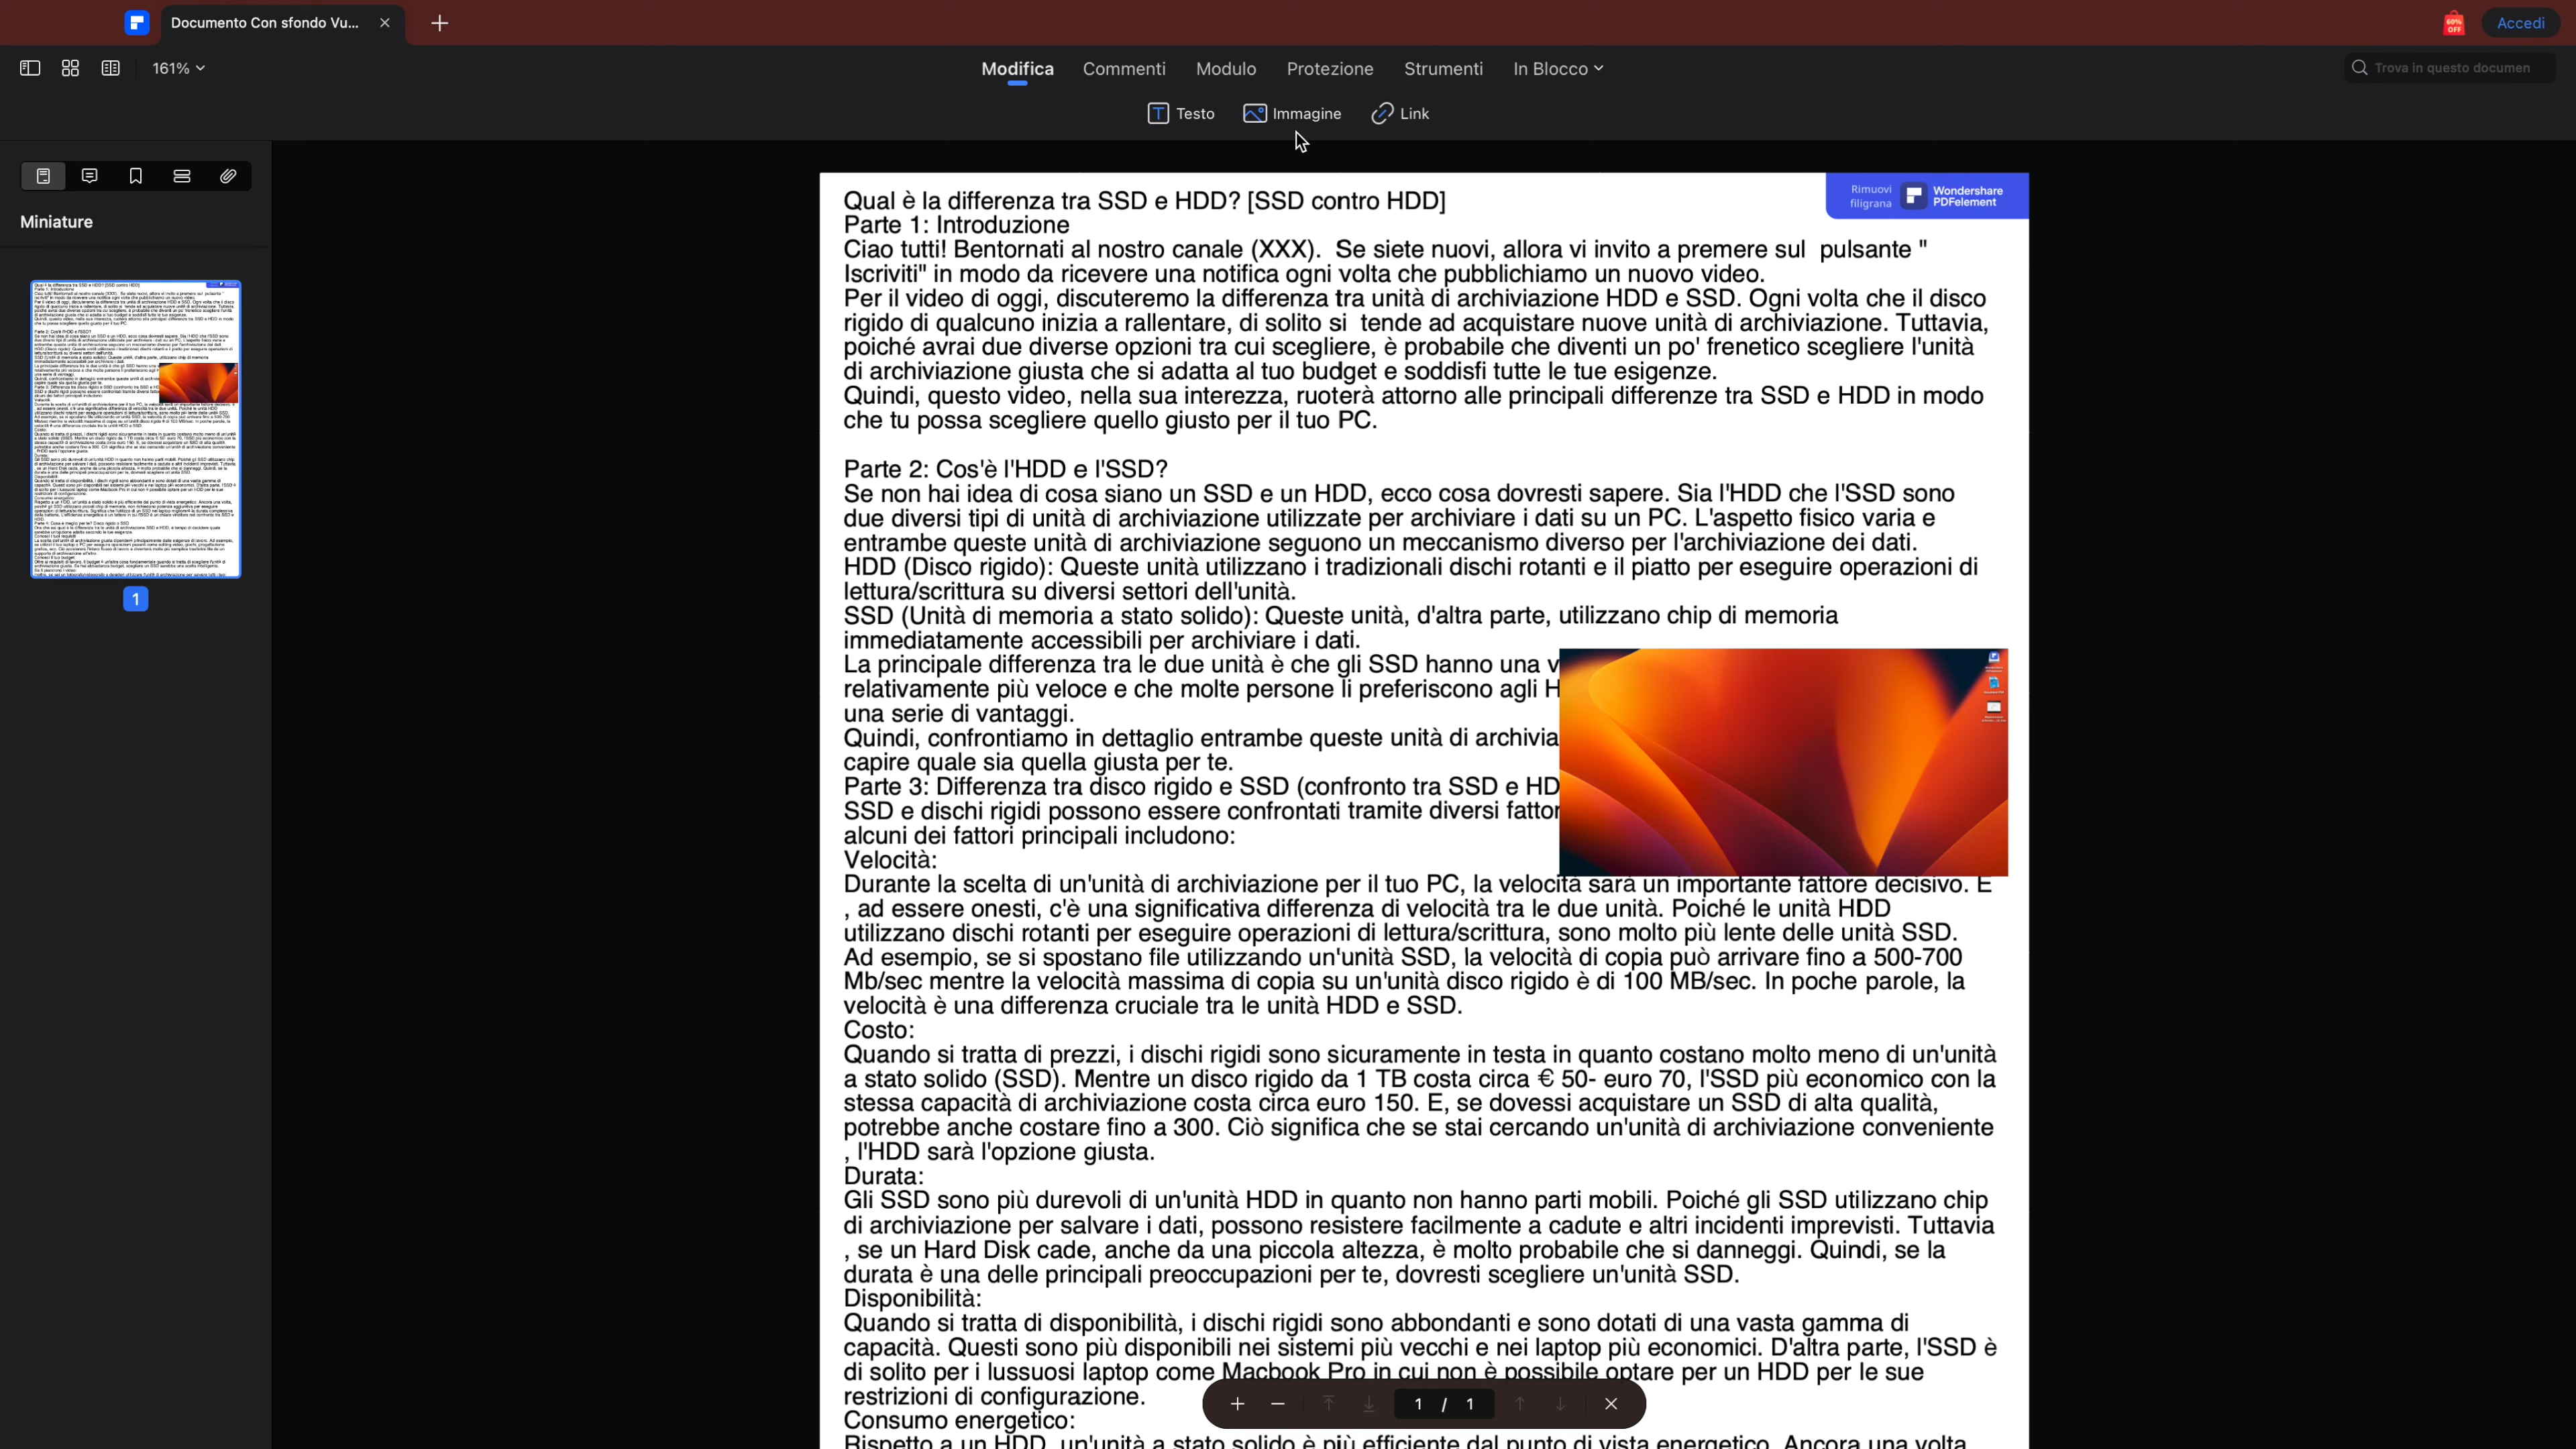 Documento Con sfondo Vu...
60% OFF
Accedi
161%
Modifica Commenti Modulo Protezione Strumenti In Blocco
Trova in questo documen
Testo Immagine Link
Miniature
1
Rimuovi filigrana
Wondershare PDFelement
Qual è la differenza tra SSD e HDD? [SSD contro HDD]
Parte 1: Introduzione
Ciao tutti! Bentornati al nostro canale (XXX).  Se siete nuovi, allora vi invito a premere sul  pulsante "
Iscriviti" in modo da ricevere una notifica ogni volta che pubblichiamo un nuovo video.
Per il video di oggi, discuteremo la differenza tra unità di archiviazione HDD e SSD. Ogni volta che il disco
rigido di qualcuno inizia a rallentare, di solito si  tende ad acquistare nuove unità di archiviazione. Tuttavia,
poiché avrai due diverse opzioni tra cui scegliere, è probabile che diventi un po' frenetico scegliere l'unità
di archiviazione giusta che si adatta al tuo budget e soddisfi tutte le tue esigenze.
Quindi, questo video, nella sua interezza, ruoterà attorno alle principali differenze tra SSD e HDD in modo
che tu possa scegliere quello giusto per il tuo PC.
Parte 2: Cos'è l'HDD e l'SSD?
Se non hai idea di cosa siano un SSD e un HDD, ecco cosa dovresti sapere. Sia l'HDD che l'SSD sono
due diversi tipi di unità di archiviazione utilizzate per archiviare i dati su un PC. L'aspetto fisico varia e
entrambe queste unità di archiviazione seguono un meccanismo diverso per l'archiviazione dei dati.
HDD (Disco rigido): Queste unità utilizzano i tradizionali dischi rotanti e il piatto per eseguire operazioni di
lettura/scrittura su diversi settori dell'unità.
SSD (Unità di memoria a stato solido): Queste unità, d'altra parte, utilizzano chip di memoria
immediatamente accessibili per archiviare i dati.
La principale differenza tra le due unità è che gli SSD hanno una v
relativamente più veloce e che molte persone li preferiscono agli H
una serie di vantaggi.
Quindi, confrontiamo in dettaglio entrambe queste unità di archivia
capire quale sia quella giusta per te.
Parte 3: Differenza tra disco rigido e SSD (confronto tra SSD e HD
SSD e dischi rigidi possono essere confrontati tramite diversi fattor
alcuni dei fattori principali includono:
Velocità:
Durante la scelta di un'unità di archiviazione per il tuo PC, la velocità sarà un importante fattore decisivo. E
, ad essere onesti, c'è una significativa differenza di velocità tra le due unità. Poiché le unità HDD
utilizzano dischi rotanti per eseguire operazioni di lettura/scrittura, sono molto più lente delle unità SSD.
Ad esempio, se si spostano file utilizzando un'unità SSD, la velocità di copia può arrivare fino a 500-700
Mb/sec mentre la velocità massima di copia su un'unità disco rigido è di 100 MB/sec. In poche parole, la
velocità è una differenza cruciale tra le unità HDD e SSD.
Costo:
Quando si tratta di prezzi, i dischi rigidi sono sicuramente in testa in quanto costano molto meno di un'unità
a stato solido (SSD). Mentre un disco rigido da 1 TB costa circa € 50- euro 70, l'SSD più economico con la
stessa capacità di archiviazione costa circa euro 150. E, se dovessi acquistare un SSD di alta qualità,
potrebbe anche costare fino a 300. Ciò significa che se stai cercando un'unità di archiviazione conveniente
, l'HDD sarà l'opzione giusta.
Durata:
Gli SSD sono più durevoli di un'unità HDD in quanto non hanno parti mobili. Poiché gli SSD utilizzano chip
di archiviazione per salvare i dati, possono resistere facilmente a cadute e altri incidenti imprevisti. Tuttavia
, se un Hard Disk cade, anche da una piccola altezza, è molto probabile che si danneggi. Quindi, se la
durata è una delle principali preoccupazioni per te, dovresti scegliere un'unità SSD.
Disponibilità:
Quando si tratta di disponibilità, i dischi rigidi sono abbondanti e sono dotati di una vasta gamma di
capacità. Questi sono più disponibili nei sistemi più vecchi e nei laptop più economici. D'altra parte, l'SSD è
di solito per i lussuosi laptop come Macbook Pro in cui non è possibile optare per un HDD per le sue
restrizioni di configurazione.
Consumo energetico:
Rispetto a un HDD, un'unità a stato solido è più efficiente dal punto di vista energetico. Ancora una volta,
1 / 1